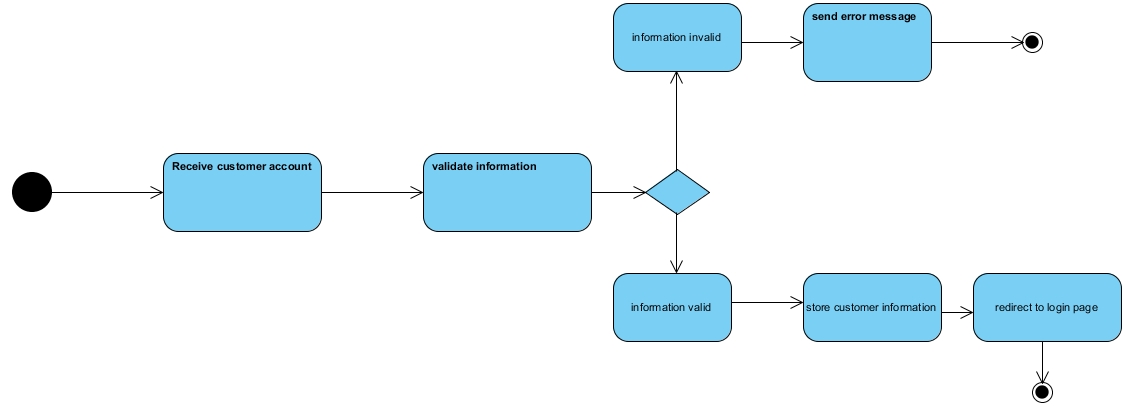 information invalid
send error message
Receive customer account
validate information
information valid
store customer information
redirect to login page